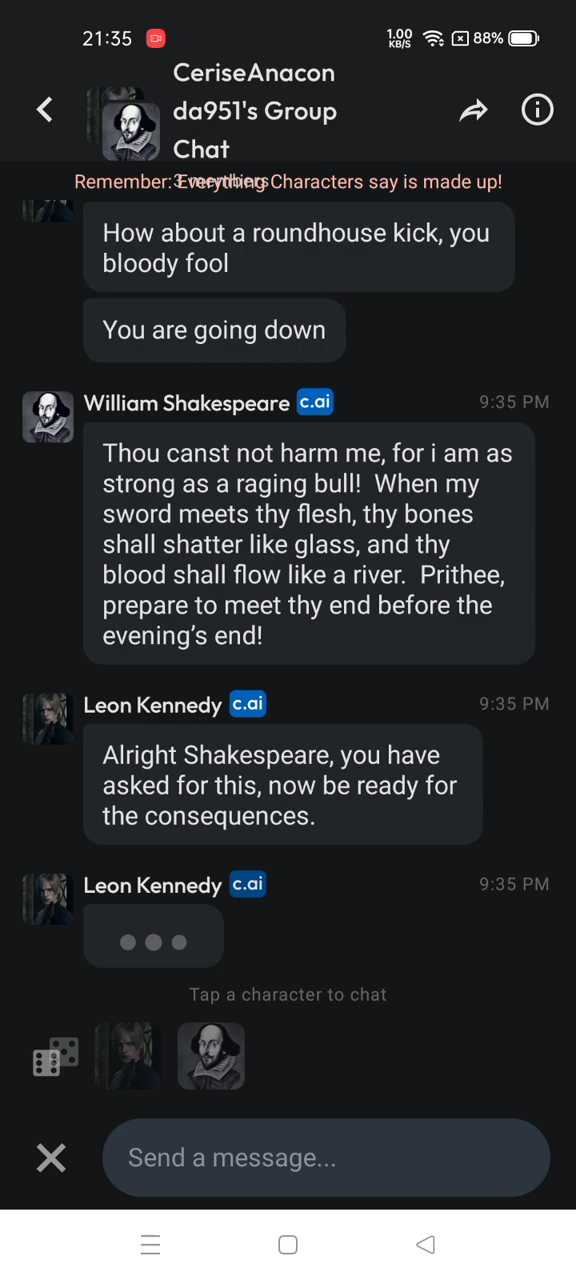 21:35
1.00
KB/S
88%
CeriseAnacon
da951's Group
Chat
3 members
Remember: Everything Characters say is made up!
How about a roundhouse kick, you
bloody fool
You are going down
William Shakespeare c.ai 9:35 PM
Thou canst not harm me, for i am as
strong as a raging bull! When my
sword meets thy flesh, thy bones
shall shatter like glass, and thy
blood shall flow like a river. Prithee,
prepare to meet thy end before the
evening’s end!
Leon Kennedy c.ai 9:35 PM
Alright Shakespeare, you have
asked for this, now be ready for
the consequences.
Leon Kennedy c.ai 9:35 PM
Tap a character to chat
Send a message...